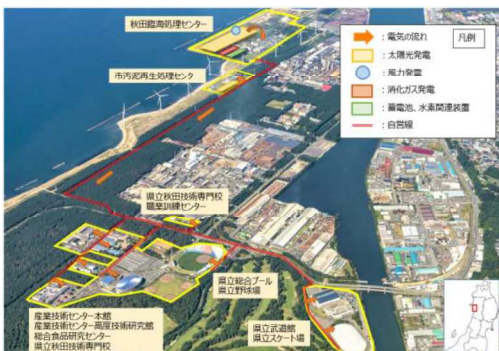 秋田臨海処理センター
市汚泥再生処理センタ
凡例
：電気の流れ
：太陽光発電
：風力発電
：消化ガス発電
：蓄電池、水素関連装置
：自営線
県立秋田技術専門校
職業訓練センター
県立総合プール
県立野球場
産業技術センター本館
産業技術センター高度技術研究館
総合食品研究センター
県立秋田技術専門校
県立武道館
県立スケート場